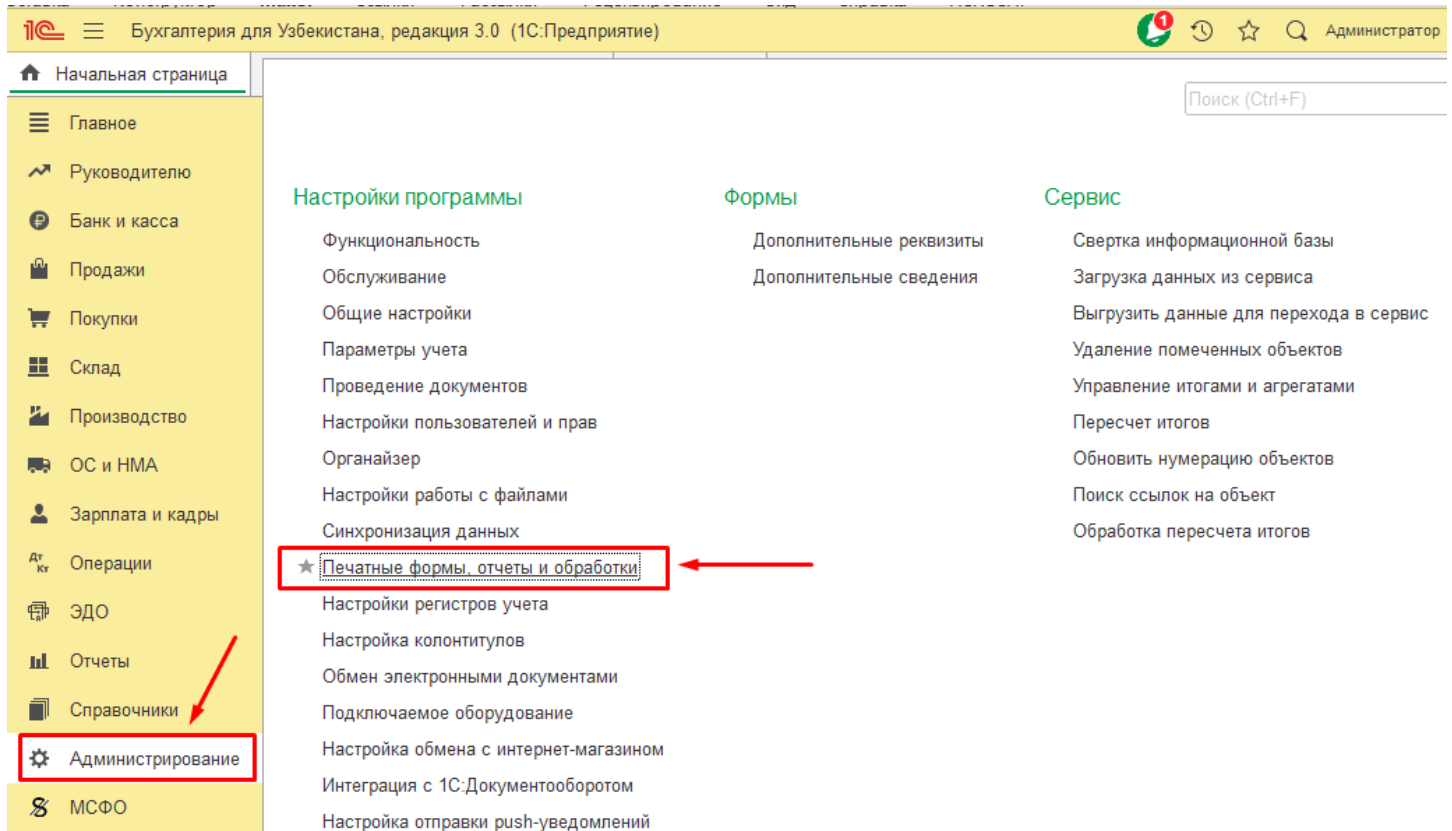 1С Бухгалтерия для Узбекистана, редакция 3.0 (1С:Предприятие) 1 Администратор
Начальная страница
Поиск (Ctrl+F)
Главное
Руководителю
Банк и касса
Продажи
Покупки
Склад
Производство
ОС и НМА
Зарплата и кадры
Дт Кт Операции
ЭДО
Отчеты
Справочники
Администрирование
МСФО
Настройки программы
Функциональность
Обслуживание
Общие настройки
Параметры учета
Проведение документов
Настройки пользователей и прав
Органайзер
Настройки работы с файлами
Синхронизация данных
Печатные формы, отчеты и обработки
Настройки регистров учета
Настройка колонтитулов
Обмен электронными документами
Подключаемое оборудование
Настройка обмена с интернет-магазином
Интеграция с 1С:Документооборотом
Настройка отправки push-уведомлений
Формы
Дополнительные реквизиты
Дополнительные сведения
Сервис
Свертка информационной базы
Загрузка данных из сервиса
Выгрузить данные для перехода в сервис
Удаление помеченных объектов
Управление итогами и агрегатами
Пересчет итогов
Обновить нумерацию объектов
Поиск ссылок на объект
Обработка пересчета итогов